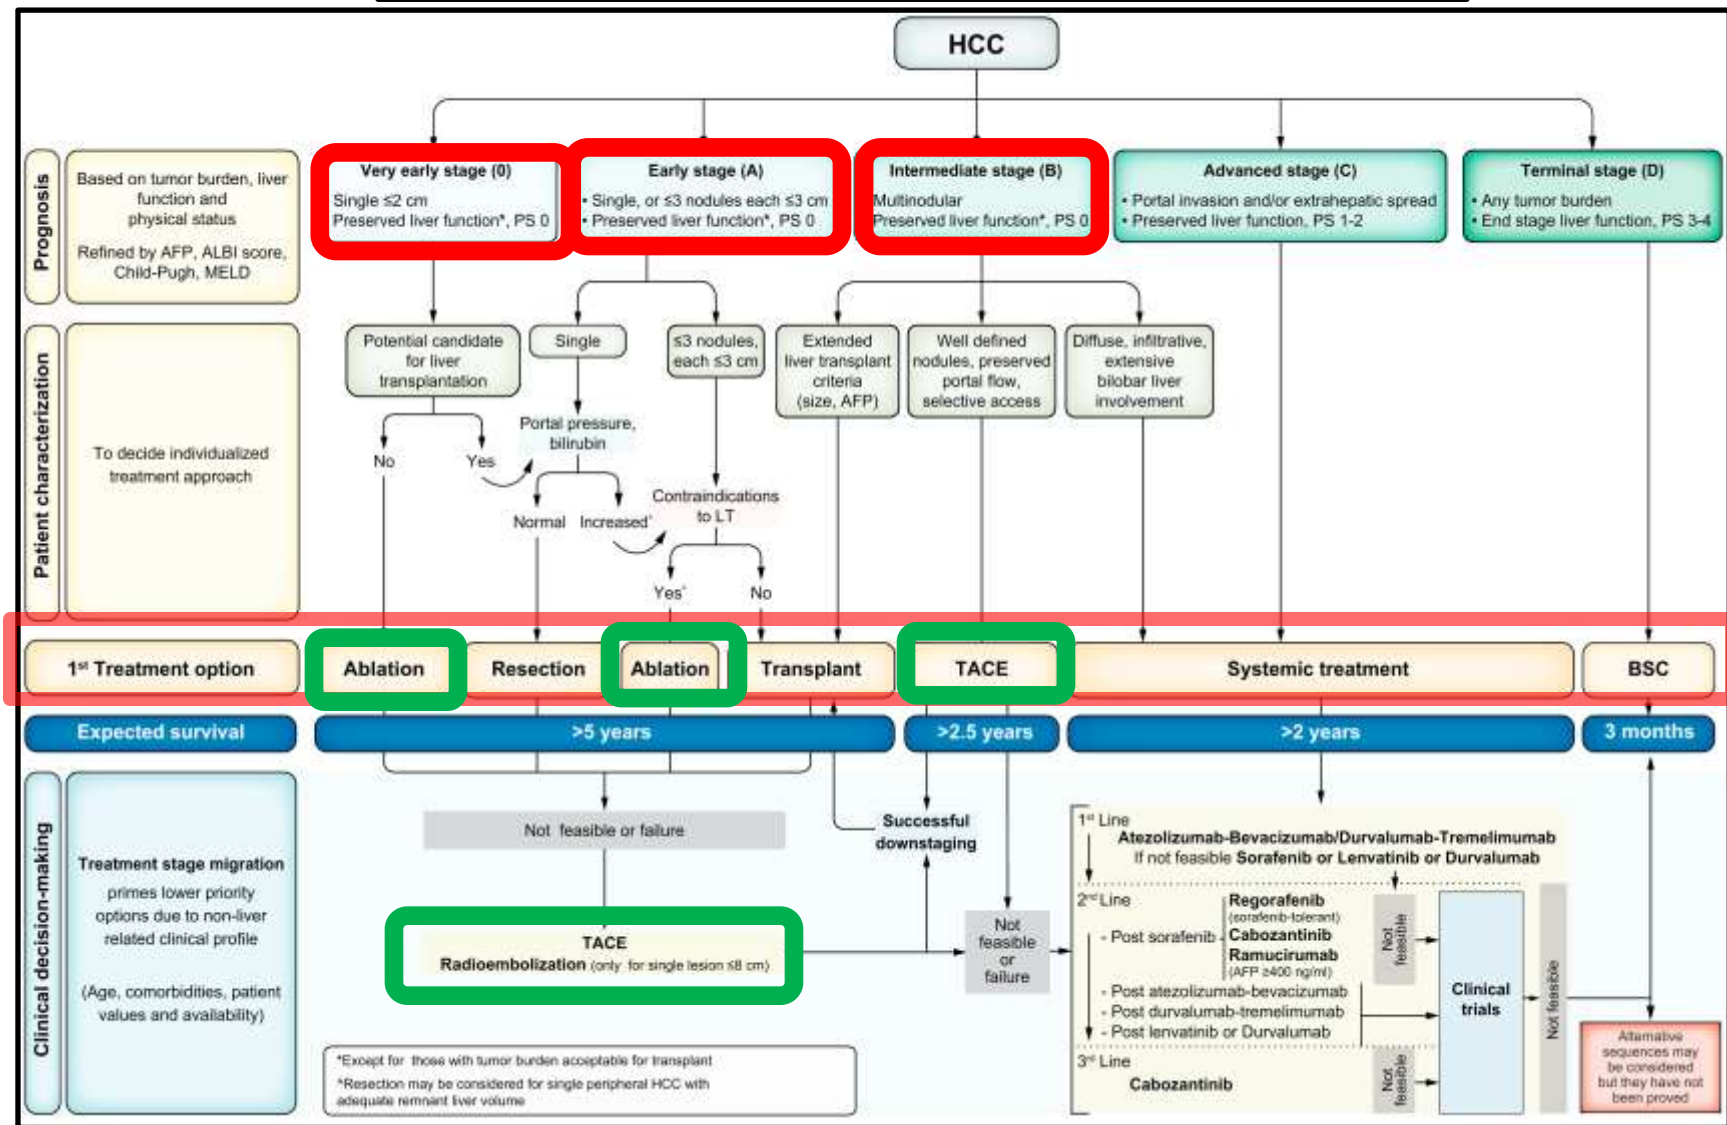 HCC
Prognosis
Based on tumor burden, liver
function and
physical status
Refined by AFP, ALBI score,
Child-Pugh, MELD
Very early stage (0)
Single ≤2 cm
Preserved liver function*, PS 0
Early stage (A)
• Single, or ≤3 nodules each ≤3 cm
• Preserved liver function*, PS 0
Intermediate stage (B)
Multinodular
Preserved liver function*, PS 0
Advanced stage (C)
• Portal invasion and/or extrahepatic spread
• Preserved liver function, PS 1-2
Terminal stage (D)
• Any tumor burden
• End stage liver function, PS 3-4
Patient characterization
To decide individualized
treatment approach
Potential candidate
for liver
transplantation
Single
≤3 nodules,
each ≤3 cm
Extended
liver transplant
criteria
(size, AFP)
Well defined
nodules, preserved
portal flow,
selective access
Diffuse, infiltrative,
extensive
bilobar liver
involvement
Portal pressure,
bilirubin
No
Yes
Contraindications
to LT
Normal
Increased*
Yes*
No
1st Treatment option
Ablation
Resection
Ablation
Transplant
TACE
Systemic treatment
BSC
Expected survival
>5 years
>2.5 years
>2 years
3 months
Clinical decision-making
Treatment stage migration
primes lower priority
options due to non-liver
related clinical profile
(Age, comorbidities, patient
values and availability)
Not feasible or failure
TACE
Radioembolization (only for single lesion ≤8 cm)
Successful
downstaging
Not
feasible
or
failure
1st Line
Atezolizumab-Bevacizumab/Durvalumab-Tremelimumab
If not feasible Sorafenib or Lenvatinib or Durvalumab
2nd Line
- Post sorafenib
Regorafenib
(sorafenib-tolerant)
Cabozantinib
Ramucirumab
(AFP ≥400 ng/ml)
Not
feasible
- Post atezolizumab-bevacizumab
- Post durvalumab-tremelimumab
- Post lenvatinib or Durvalumab
3rd Line
Cabozantinib
Not
feasible
Clinical
trials
Not feasible
Alternative
sequences may
be considered
but they have not
been proved
*Except for those with tumor burden acceptable for transplant
*Resection may be considered for single peripheral HCC with
adequate remnant liver volume